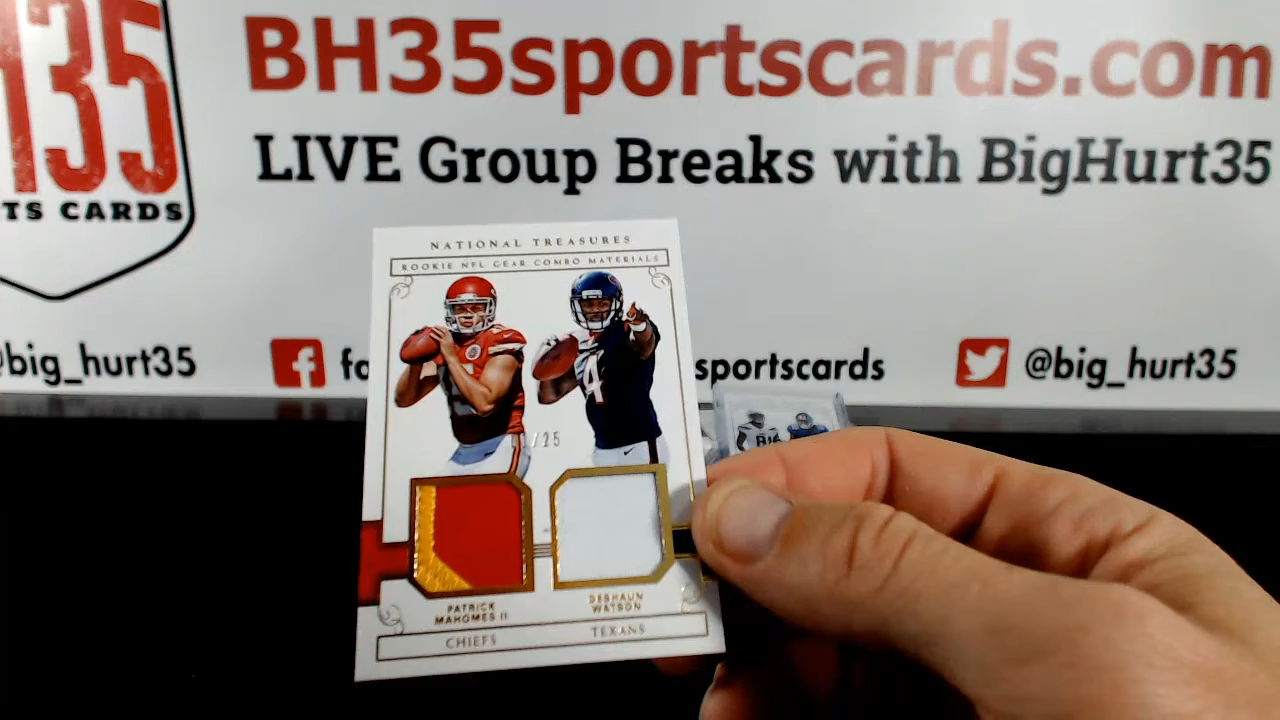 135
TS CARDS
BH35sportscards.com
LIVE Group Breaks with BigHurt35
@big_hurt35
sportscards
@big_hurt35
NATIONAL TREASURES
ROOKIE NFL GEAR COMBO MATERIALS
/25
PATRICK
MAHOMES II
DESHAUN
WATSON
CHIEFS
TEXANS